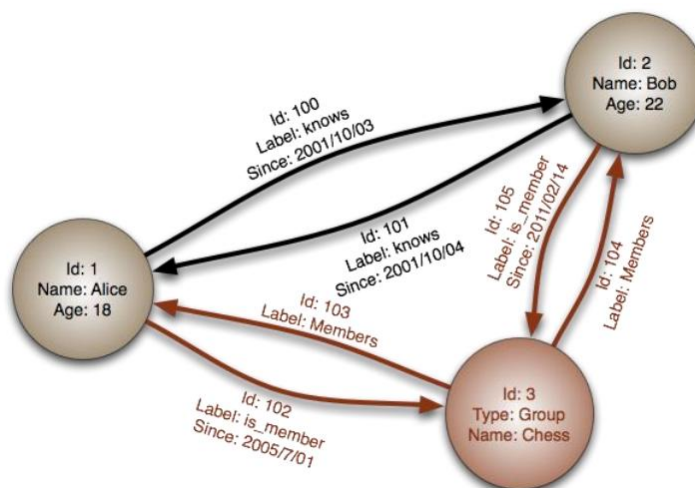 Id: 2
Name: Bob
Age: 22
Id: 100
Label: knows
Since: 2001/10/03
Id: 101
Label: knows
Since: 2001/10/04
Id: 105
Label: is_member
Since: 2011/02/14
Id: 104
Label: Members
Id: 1
Name: Alice
Age: 18
Id: 103
Label: Members
Id: 102
Label: is_member
Since: 2005/7/01
Id: 3
Type: Group
Name: Chess